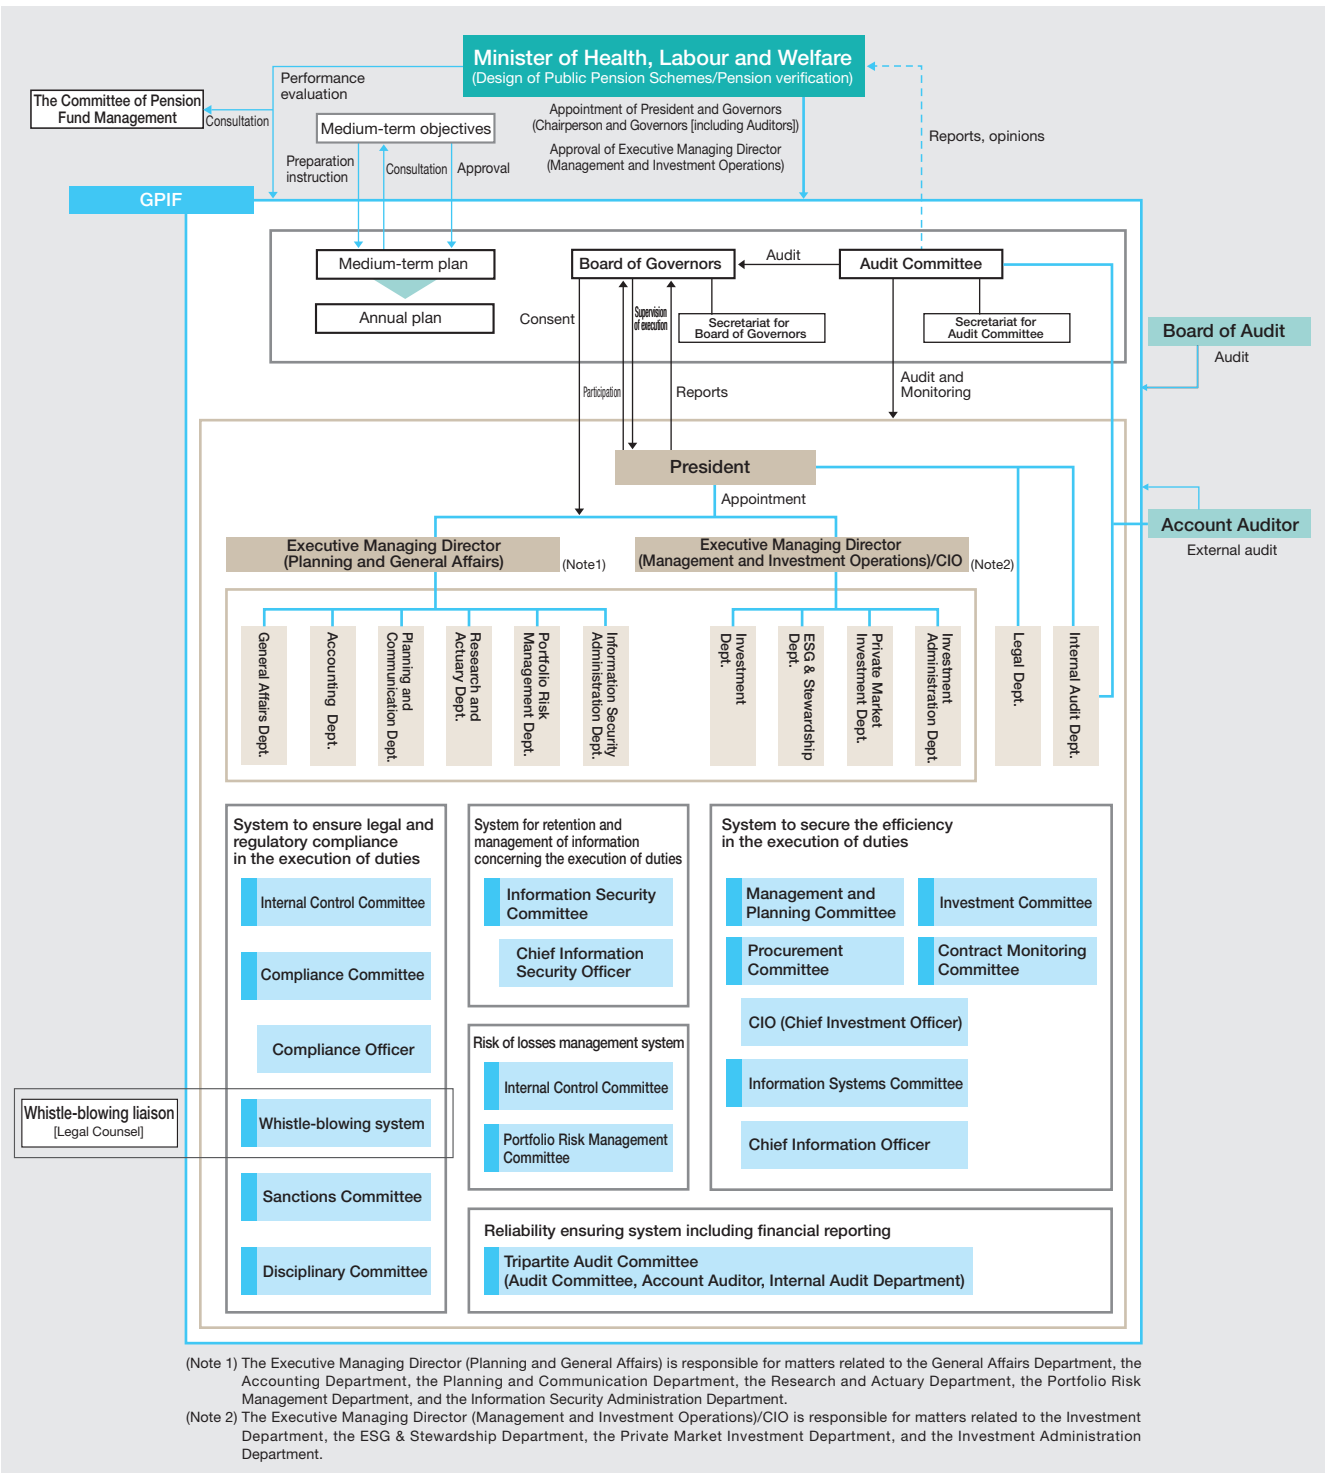 Minister of Health, Labour and Welfare
(Design of Public Pension Schemes/Pension verification)
Performance
evaluation
The Committee of Pension
Fund Management
Consultation
Medium-term objectives
Appointment of President and Governors
(Chairperson and Governors [including Auditors])
Approval of Executive Managing Director
(Management and Investment Operations)
Reports, opinions
Preparation
instruction
Consultation
Approval
GPIF
Medium-term plan
Annual plan
Board of Governors
Audit
Audit Committee
Consent
Supervision
of execution
Secretariat for
Board of Governors
Secretariat for
Audit Committee
Board of Audit
Audit
Participation
Reports
Audit and
Monitoring
President
Appointment
Account Auditor
External audit
Executive Managing Director
(Planning and General Affairs)
(Note1)
Executive Managing Director
(Management and Investment Operations)/CIO
(Note2)
General Affairs Dept.
Accounting Dept.
Planning and
Communication Dept.
Research and
Actuary Dept.
Portfolio Risk
Management Dept.
Information Security
Administration Dept.
Investment
Dept.
ESG & Stewardship
Dept.
Private Market
Investment Dept.
Investment
Administration Dept.
Legal Dept.
Internal Audit Dept.
System to ensure legal and
regulatory compliance
in the execution of duties
Internal Control Committee
Compliance Committee
Compliance Officer
Whistle-blowing liaison
[Legal Counsel]
Whistle-blowing system
Sanctions Committee
Disciplinary Committee
System for retention and
management of information
concerning the execution of duties
Information Security
Committee
Chief Information
Security Officer
Risk of losses management system
Internal Control Committee
Portfolio Risk Management
Committee
System to secure the efficiency
in the execution of duties
Management and
Planning Committee
Investment Committee
Procurement
Committee
Contract Monitoring
Committee
CIO (Chief Investment Officer)
Information Systems Committee
Chief Information Officer
Reliability ensuring system including financial reporting
Tripartite Audit Committee
(Audit Committee, Account Auditor, Internal Audit Department)
(Note 1) The Executive Managing Director (Planning and General Affairs) is responsible for matters related to the General Affairs Department, the
Accounting Department, the Planning and Communication Department, the Research and Actuary Department, the Portfolio Risk
Management Department, and the Information Security Administration Department.
(Note 2) The Executive Managing Director (Management and Investment Operations)/CIO is responsible for matters related to the Investment
Department, the ESG & Stewardship Department, the Private Market Investment Department, and the Investment Administration
Department.